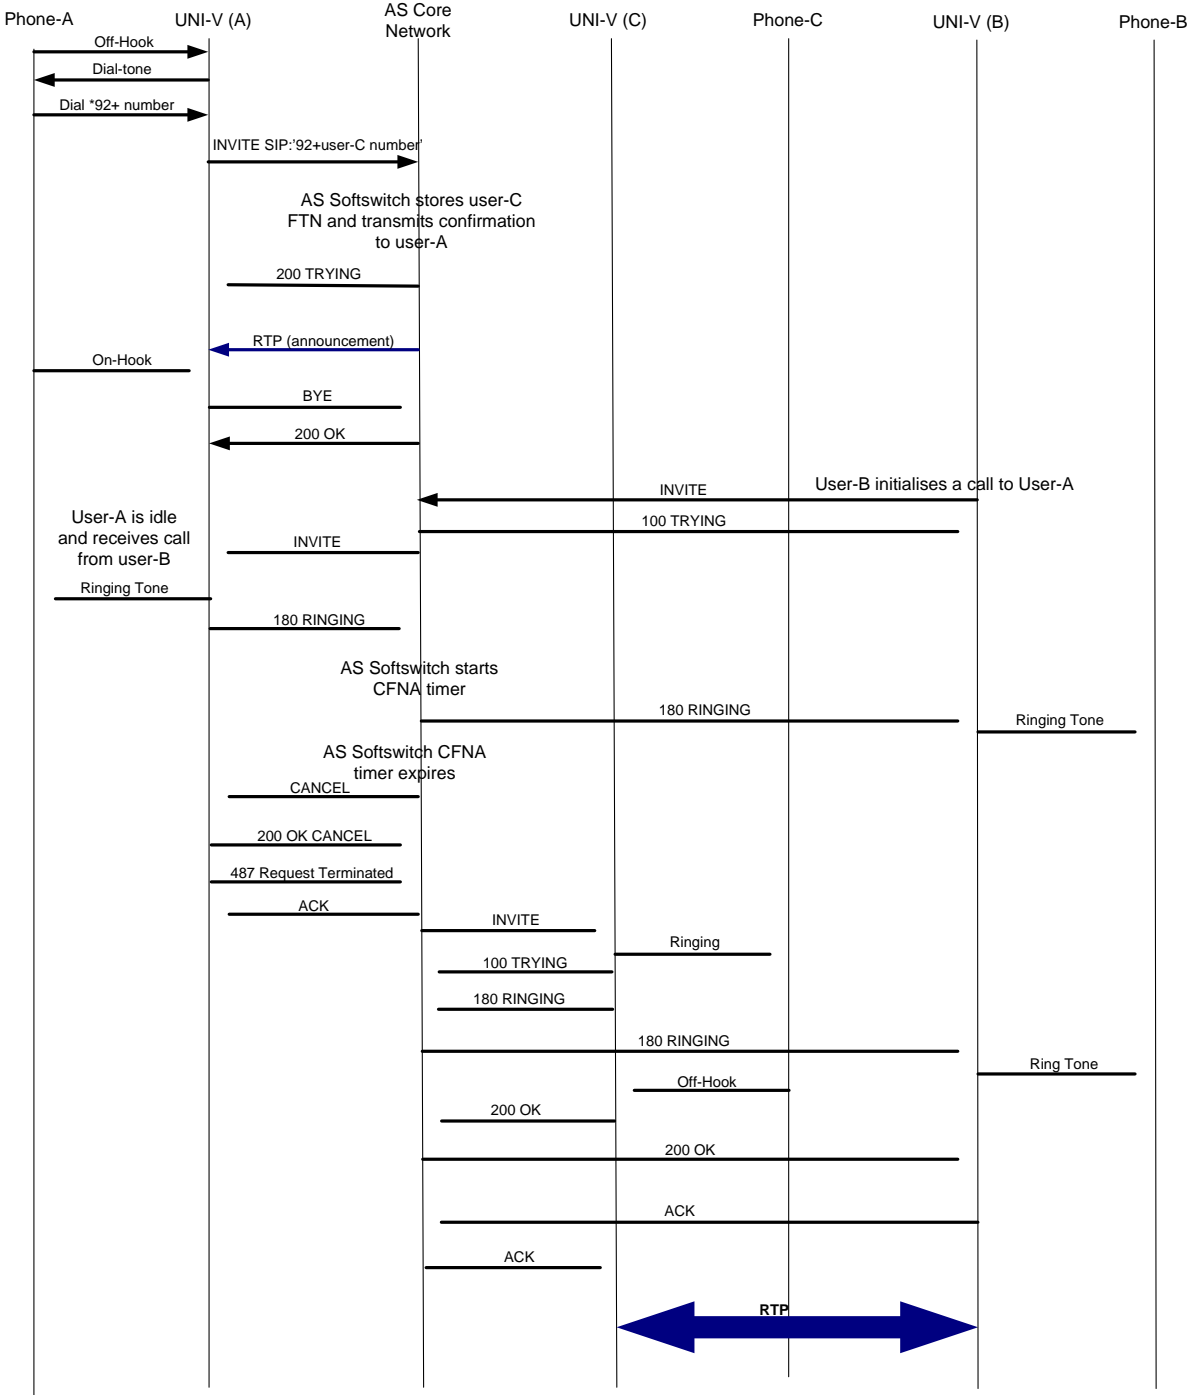 Phone-A
UNI-V (A)
AS Core
Network
UNI-V (C)
Phone-C
UNI-V (B)
Phone-B
Off-Hook
Dial-tone
Dial *92+ number
INVITE SIP:'92+user-C number'
AS Softswitch stores user-C
FTN and transmits confirmation
to user-A
200 TRYING
RTP (announcement)
On-Hook
BYE
200 OK
User-B initialises a call to User-A
INVITE
100 TRYING
User-A is idle
and receives call
from user-B
INVITE
Ringing Tone
180 RINGING
AS Softswitch starts
CFNA timer
180 RINGING
Ringing Tone
AS Softswitch CFNA
timer expires
CANCEL
200 OK CANCEL
487 Request Terminated
ACK
INVITE
Ringing
100 TRYING
180 RINGING
180 RINGING
Ring Tone
Off-Hook
200 OK
200 OK
ACK
ACK
RTP